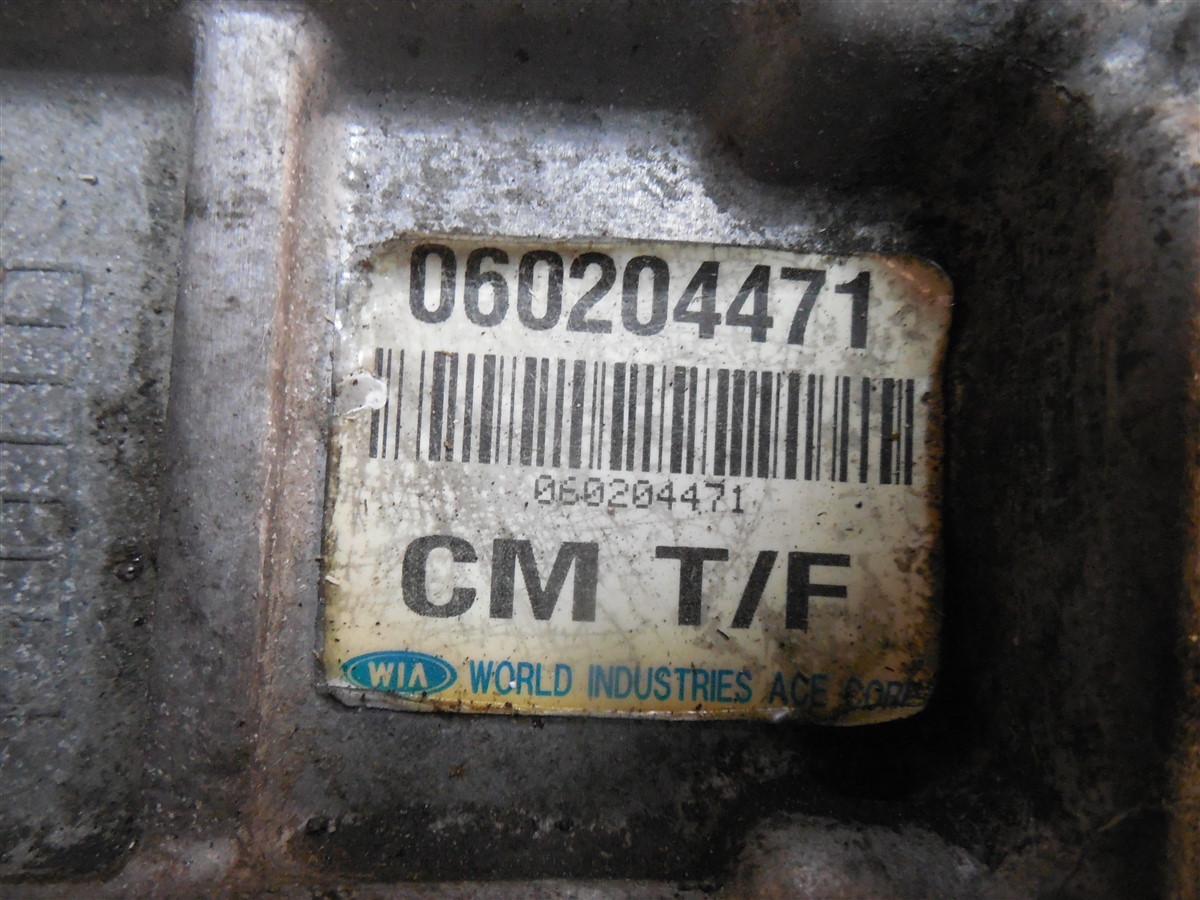 060204471
060204471
CM T/F
WIA WORLD INDUSTRIES ACE CORP